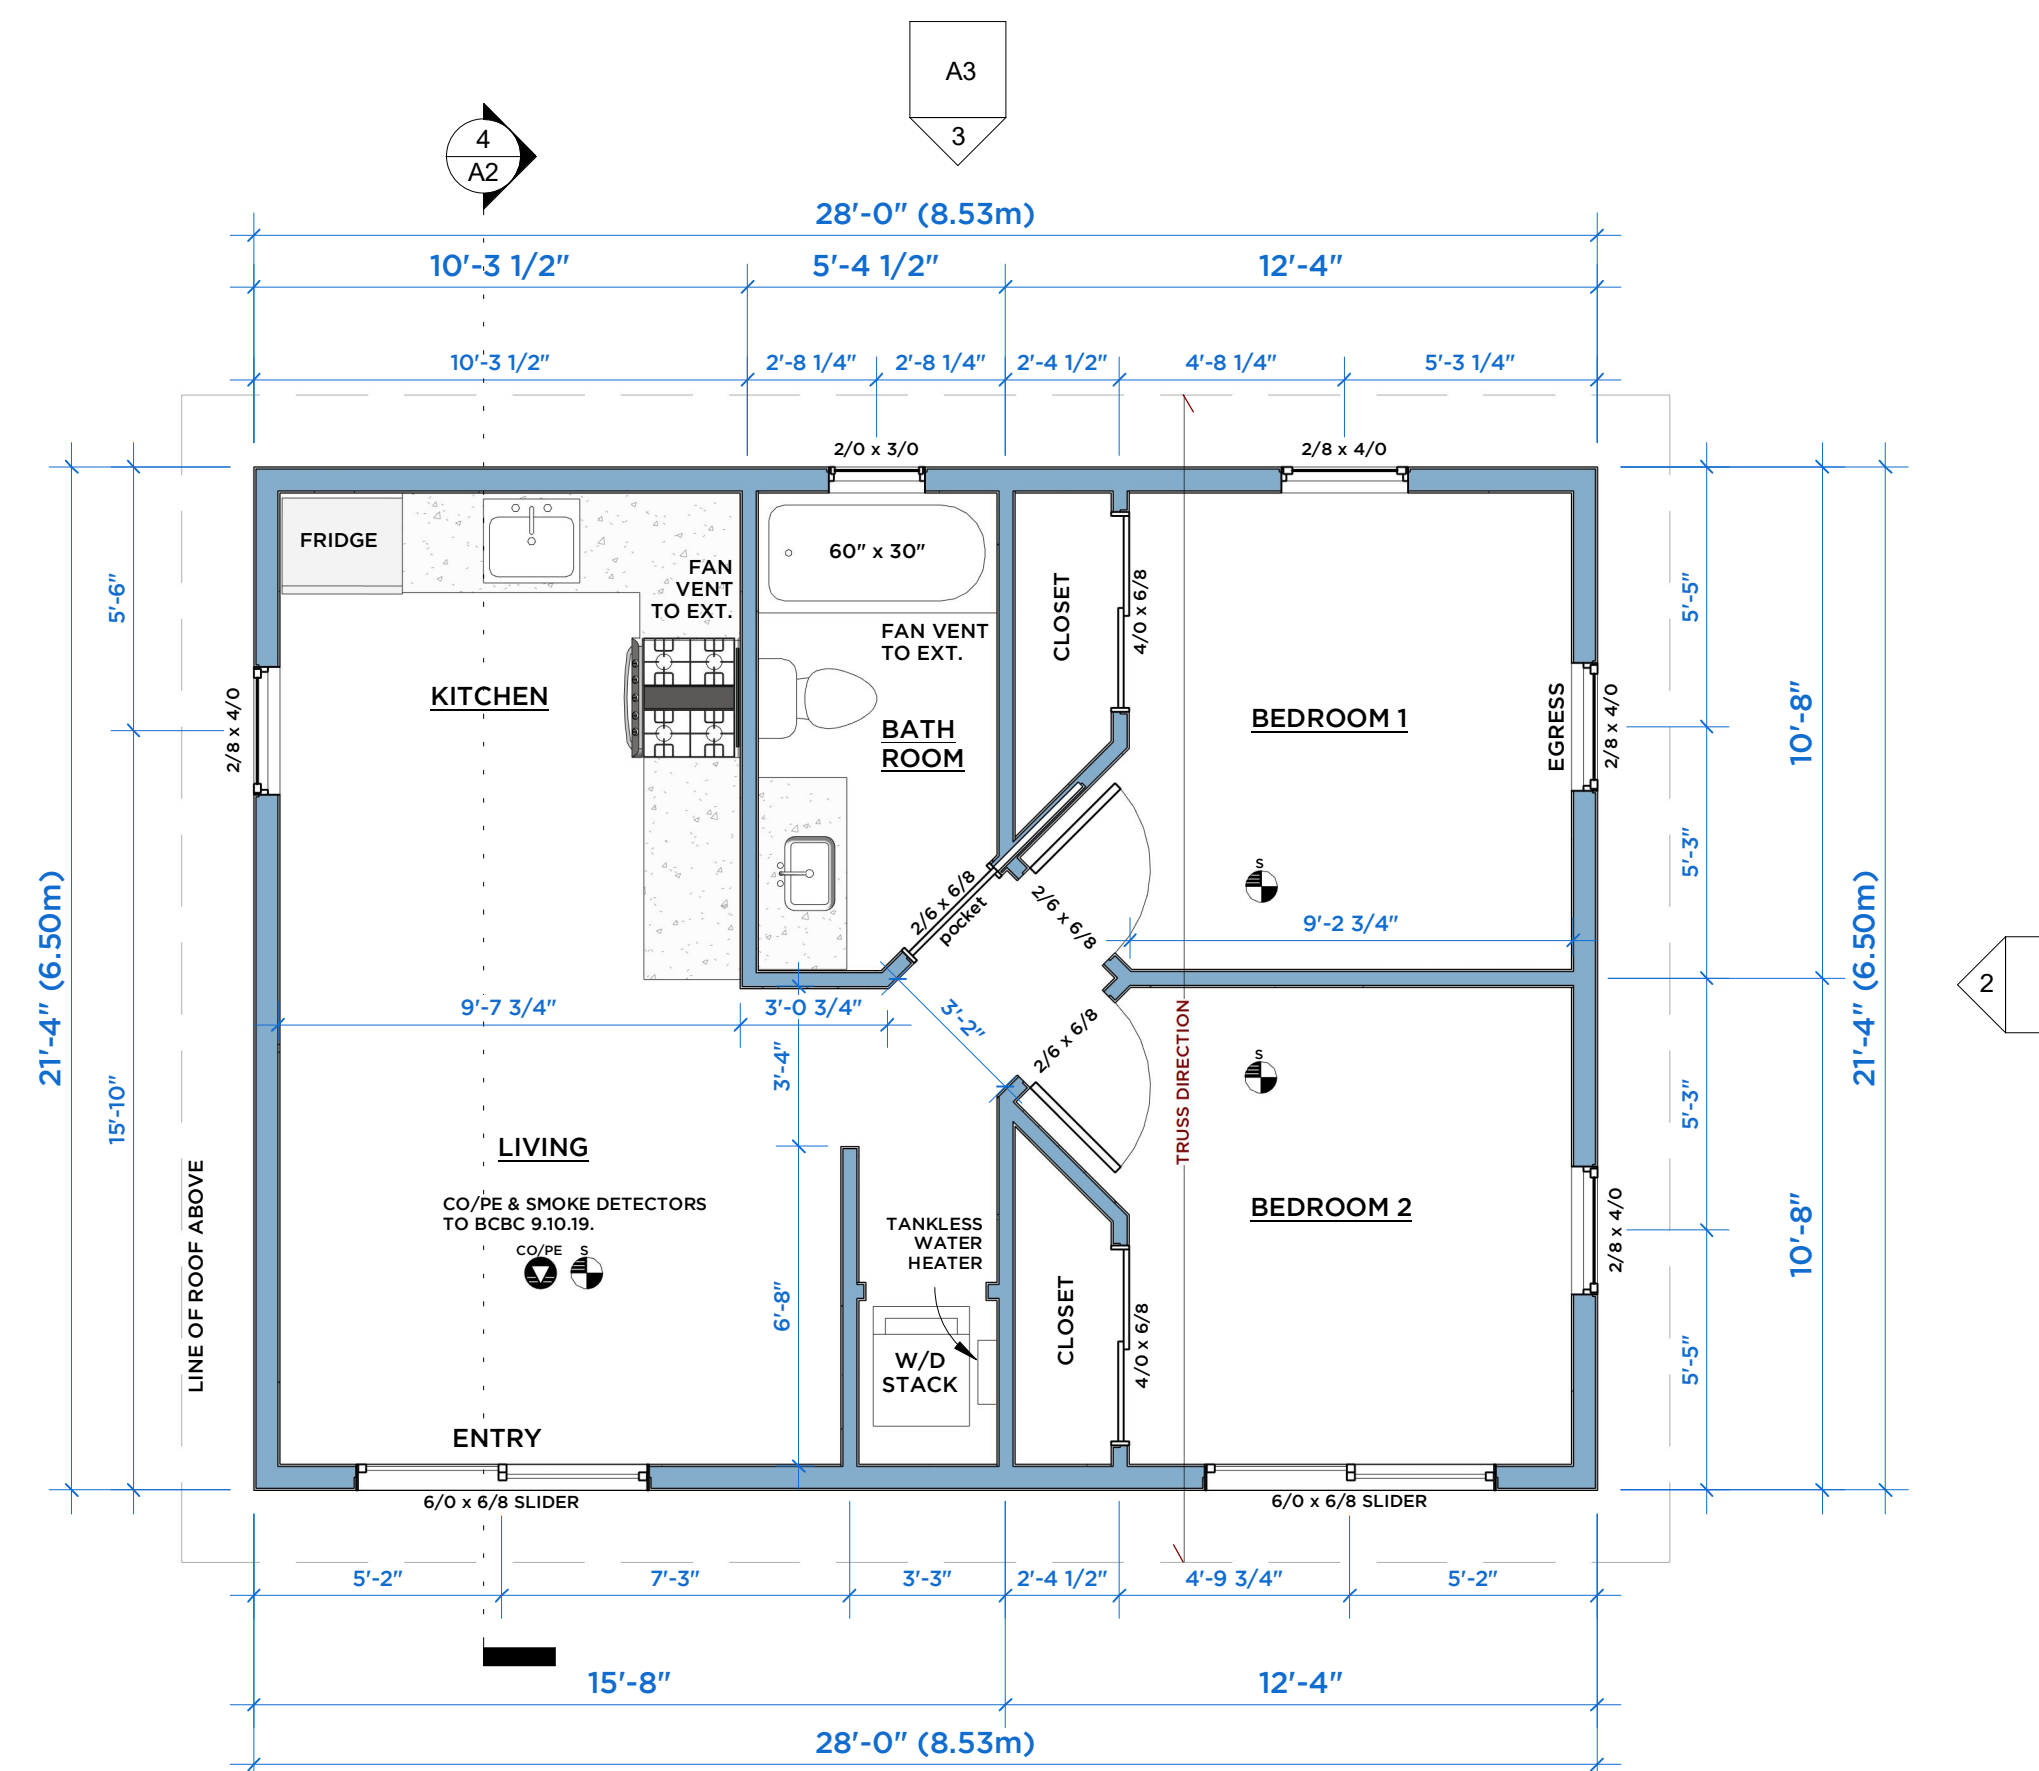 A3
3
4
A2
28'-0" (8.53m)
10'-3 1/2"
5'-4 1/2"
12'-4"
10'-3 1/2"
2'-8 1/4"
2'-8 1/4"
2'-4 1/2"
4'-8 1/4"
5'-3 1/4"
2/0 x 3/0
2/8 x 4/0
FRIDGE
60" x 30"
FAN
VENT
TO EXT.
FAN VENT
TO EXT.
CLOSET
4/0 x 6/8
5'-6"
5'-5"
KITCHEN
BATH
ROOM
BEDROOM 1
EGRESS
2/8 x 4/0
2/8 x 4/0
10'-8"
5'-3"
S
2/6 x 6/8
pocket
2/6 x 6/8
9'-2 3/4"
21'-4" (6.50m)
21'-4" (6.50m)
2
9'-7 3/4"
3'-0 3/4"
3'-2"
3'-4"
2/6 x 6/8
S
TRUSS DIRECTION
15'-10"
5'-3"
LIVING
CO/PE & SMOKE DETECTORS
TO BCBC 9.10.19.
CO/PE
S
LINE OF ROOF ABOVE
BEDROOM 2
2/8 x 4/0
10'-8"
TANKLESS
WATER
HEATER
6'-8"
W/D
STACK
CLOSET
4/0 x 6/8
5'-5"
ENTRY
6/0 x 6/8 SLIDER
6/0 x 6/8 SLIDER
5'-2"
7'-3"
3'-3"
2'-4 1/2"
4'-9 3/4"
5'-2"
15'-8"
12'-4"
28'-0" (8.53m)